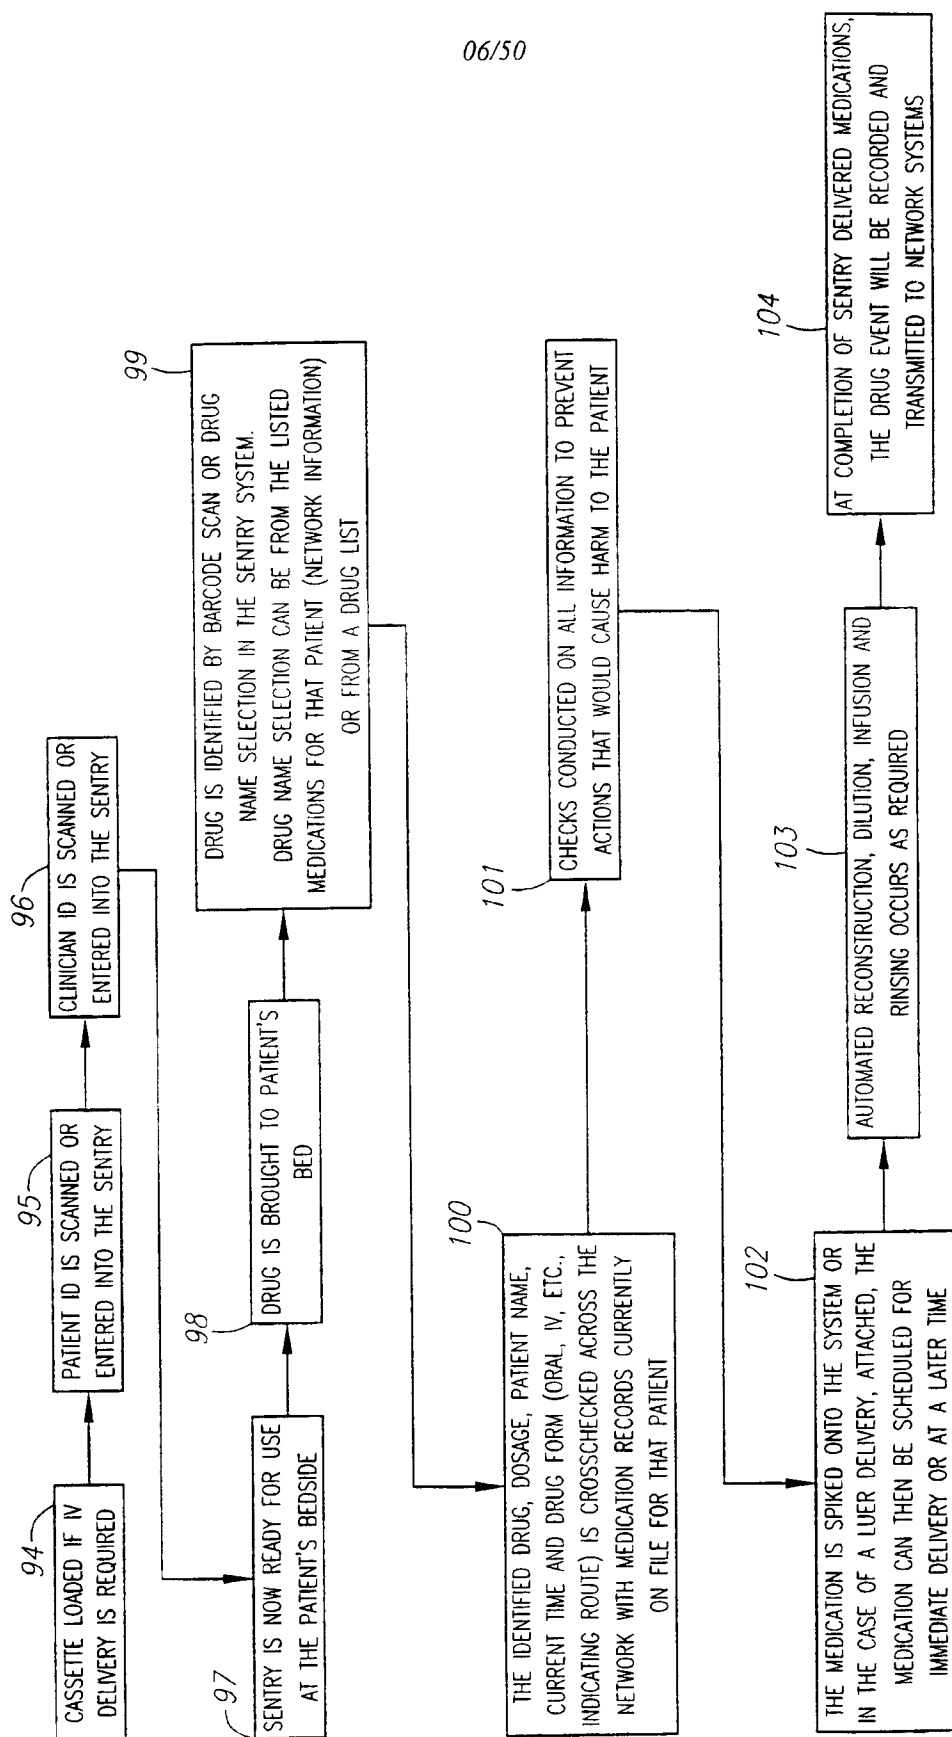 06/50
94
CASSETTE LOADED IF IV
DELIVERY IS REQUIRED
95
PATIENT ID IS SCANNED OR
ENTERED INTO THE SENTRY
96
CLINICIAN ID IS SCANNED OR
ENTERED INTO THE SENTRY
97
SENTRY IS NOW READY FOR USE
AT THE PATIENT'S BEDSIDE
98
DRUG IS BROUGHT TO PATIENT'S
BED
99
DRUG IS IDENTIFIED BY BARCODE SCAN OR DRUG
NAME SELECTION IN THE SENTRY SYSTEM.
DRUG NAME SELECTION CAN BE FROM THE LISTED
MEDICATIONS FOR THAT PATIENT (NETWORK INFORMATION)
OR FROM A DRUG LIST
100
THE IDENTIFIED DRUG, DOSAGE, PATIENT NAME,
CURRENT TIME AND DRUG FORM (ORAL, IV, ETC.,
INDICATING ROUTE) IS CROSSCHECKED ACROSS THE
NETWORK WITH MEDICATION RECORDS CURRENTLY
ON FILE FOR THAT PATIENT
101
CHECKS CONDUCTED ON ALL INFORMATION TO PREVENT
ACTIONS THAT WOULD CAUSE HARM TO THE PATIENT
102
THE MEDICATION IS SPIKED ONTO THE SYSTEM OR
IN THE CASE OF A LUER DELIVERY, ATTACHED, THE
MEDICATION CAN THEN BE SCHEDULED FOR
IMMEDIATE DELIVERY OR AT A LATER TIME
103
AUTOMATED RECONSTRUCTION, DILUTION, INFUSION AND
RINSING OCCURS AS REQUIRED
104
AT COMPLETION OF SENTRY DELIVERED MEDICATIONS,
THE DRUG EVENT WILL BE RECORDED AND
TRANSMITTED TO NETWORK SYSTEMS